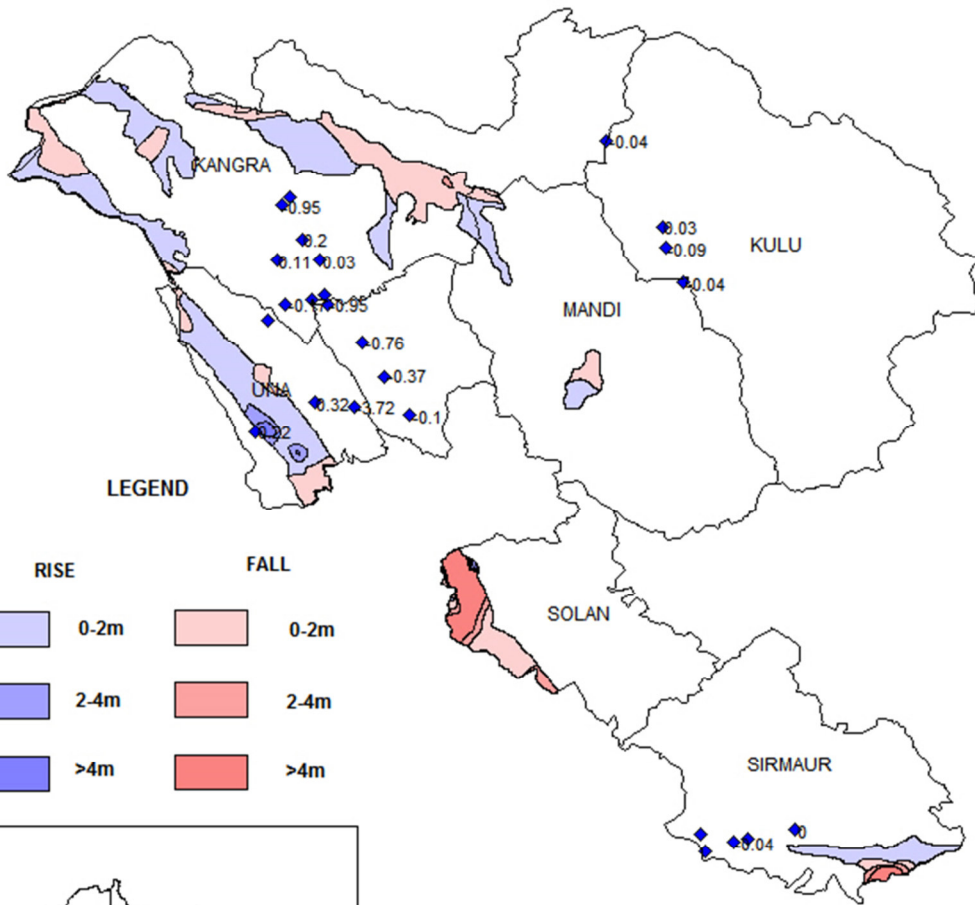 -0.04
KANGRA
-0.95
0.03
0.2
KULU
-0.09
0.11
0.03
-0.04
-0.95
MANDI
-0.76
-0.37
UNA
0.32
-3.72
-0.1
LEGEND
RISE
FALL
0-2m
0-2m
SOLAN
2-4m
2-4m
>4m
>4m
SIRMAUR
0
-0.04